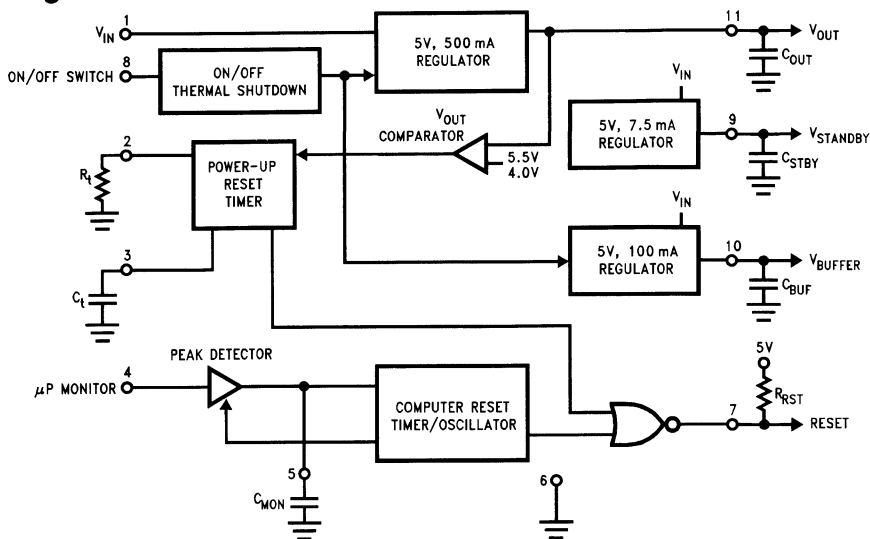 1
V_IN
5V, 500 mA
REGULATOR
11
V_OUT
C_OUT
8
ON/OFF SWITCH
ON/OFF
THERMAL SHUTDOWN
V_OUT
COMPARATOR
5.5V
4.0V
V_IN
5V, 7.5 mA
REGULATOR
9
V_STANDBY
C_STBY
2
R_t
POWER-UP
RESET
TIMER
V_IN
5V, 100 mA
REGULATOR
10
V_BUFFER
C_BUF
3
C_t
PEAK DETECTOR
4
μP MONITOR
COMPUTER RESET
TIMER/OSCILLATOR
5V
R_RST
7
RESET
5
C_MON
6